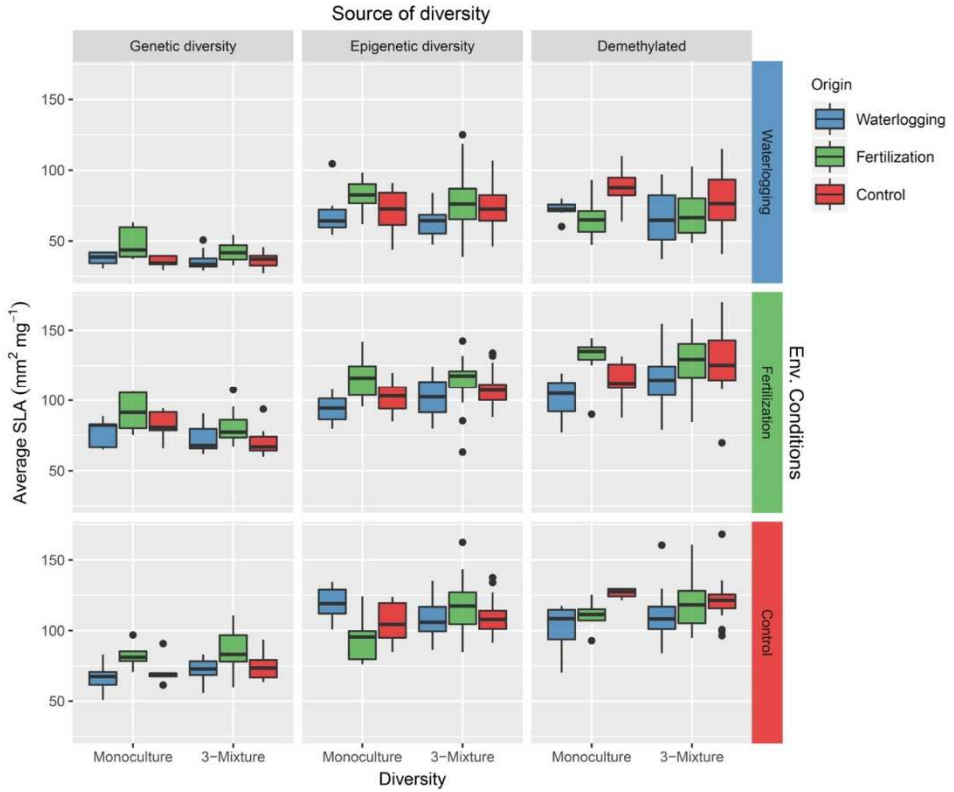 Source of diversity
Genetic diversity
Epigenetic diversity
Demethylated
150
100
50
Waterlogging
150
100
50
Fertilization
150
100
50
Control
Average SLA (mm² mg⁻¹)
Env. Conditions
Monoculture
3-Mixture
Monoculture
3-Mixture
Monoculture
3-Mixture
Diversity
Origin
Waterlogging
Fertilization
Control